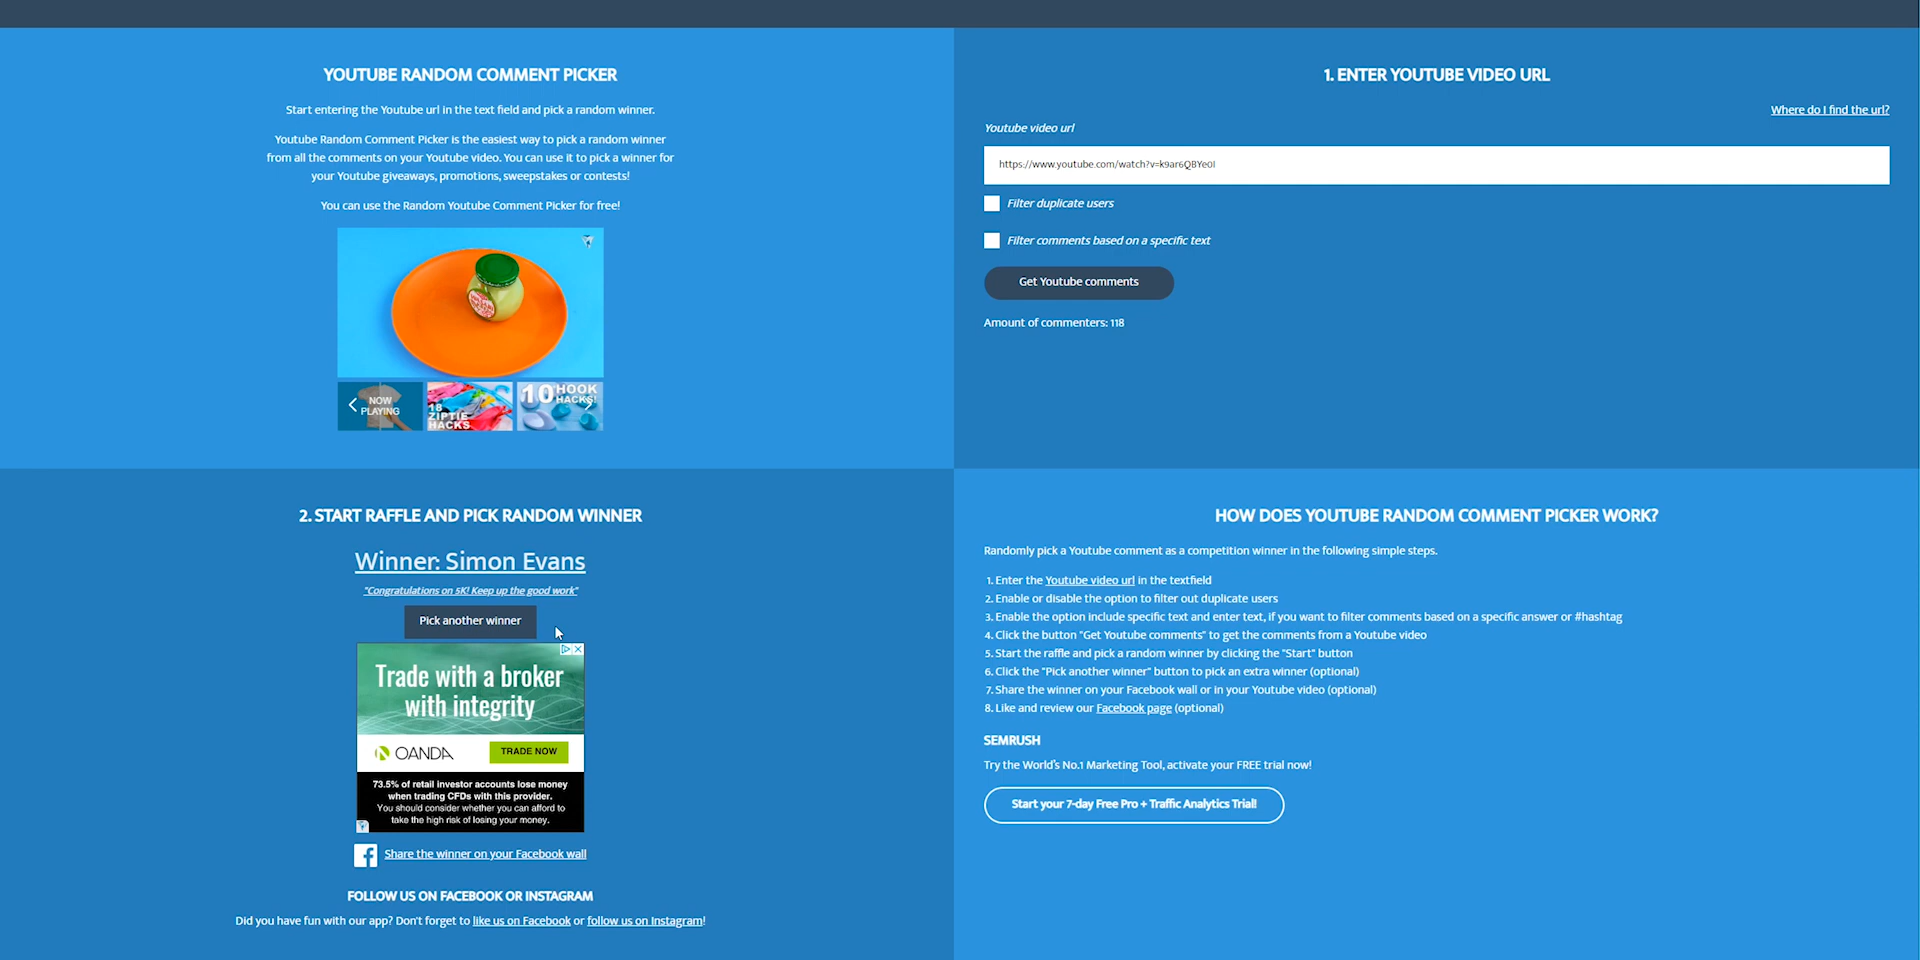 YOUTUBE RANDOM COMMENT PICKER
Start entering the Youtube url in the text field and pick a random winner.
Youtube Random Comment Picker is the easiest way to pick a random winner
from all the comments on your Youtube video. You can use it to pick a winner for
your Youtube giveaways, promotions, sweepstakes or contests!
You can use the Random Youtube Comment Picker for free!
NOW
PLAYING
18
ZIPTIE
HACKS
10 HOOK
HACKS!
1. ENTER YOUTUBE VIDEO URL
Where do I find the url?
Youtube video url
https://www.youtube.com/watch?v=k9ar6QBYe0I
Filter duplicate users
Filter comments based on a specific text
Get Youtube comments
Amount of commenters: 118
2. START RAFFLE AND PICK RANDOM WINNER
Winner: Simon Evans
"Congratulations on 5K! Keep up the good work"
Pick another winner
Trade with a broker
with integrity
OANDA
TRADE NOW
73.5% of retail investor accounts lose money
when trading CFDs with this provider.
You should consider whether you can afford to
take the high risk of losing your money.
Share the winner on your Facebook wall
FOLLOW US ON FACEBOOK OR INSTAGRAM
Did you have fun with our app? Don't forget to like us on Facebook or follow us on Instagram!
HOW DOES YOUTUBE RANDOM COMMENT PICKER WORK?
Randomly pick a Youtube comment as a competition winner in the following simple steps.
1. Enter the Youtube video url in the textfield
2. Enable or disable the option to filter out duplicate users
3. Enable the option include specific text and enter text, if you want to filter comments based on a specific answer or #hashtag
4. Click the button "Get Youtube comments" to get the comments from a Youtube video
5. Start the raffle and pick a random winner by clicking the "Start" button
6. Click the "Pick another winner" button to pick an extra winner (optional)
7. Share the winner on your Facebook wall or in your Youtube video (optional)
8. Like and review our Facebook page (optional)
SEMRUSH
Try the World's No.1 Marketing Tool, activate your FREE trial now!
Start your 7-day Free Pro + Traffic Analytics Trial!